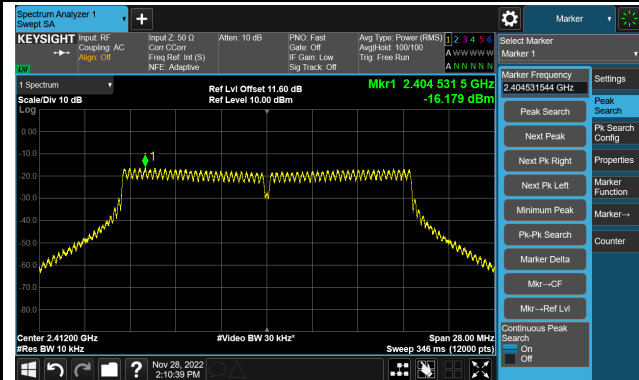 Spectrum Analyzer 1
Swept SA
Marker
KEYSIGHT Input: RF Input Z: 50 Ω Atten: 10 dB PNO: Fast Avg Type: Power (RMS) 1 2 3 4 5 6
Coupling: AC Corr CCorr Gate: Off Avg|Hold: 100/100 A W W W W W
Align: Off Freq Ref: Int (S) IF Gain: Low Trig: Free Run
NFE: Adaptive Sig Track: Off A N N N N N
LXI
Select Marker
Marker 1
1 Spectrum
Scale/Div 10 dB
Log
Ref Lvl Offset 11.60 dB
Ref Level 10.00 dBm
Mkr1 2.404 531 5 GHz
-16.179 dBm
1
0.00
-10.0
-20.0
-30.0
-40.0
-50.0
-60.0
-70.0
-80.0
Center 2.41200 GHz #Video BW 30 kHz* Span 28.00 MHz
#Res BW 10 kHz Sweep 346 ms (12000 pts)
Marker Frequency
2.404531544 GHz
Peak Search
Next Peak
Next Pk Right
Next Pk Left
Minimum Peak
Pk-Pk Search
Marker Delta
Mkr→CF
Mkr→Ref Lvl
Continuous Peak
Search
On
Off
Settings
Peak
Search
Pk Search
Config
Properties
Marker
Function
Marker→
Counter
?
Nov 28, 2022
2:10:39 PM